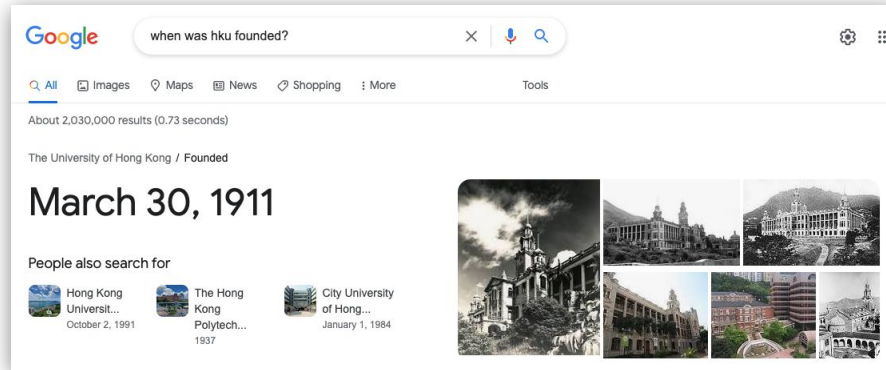 Google
when was hku founded?
All Images Maps News Shopping More Tools
About 2,030,000 results (0.73 seconds)
The University of Hong Kong / Founded
March 30, 1911
People also search for
Hong Kong
Universit...
October 2, 1991
The Hong
Kong
Polytech...
1937
City University
of Hong...
January 1, 1984